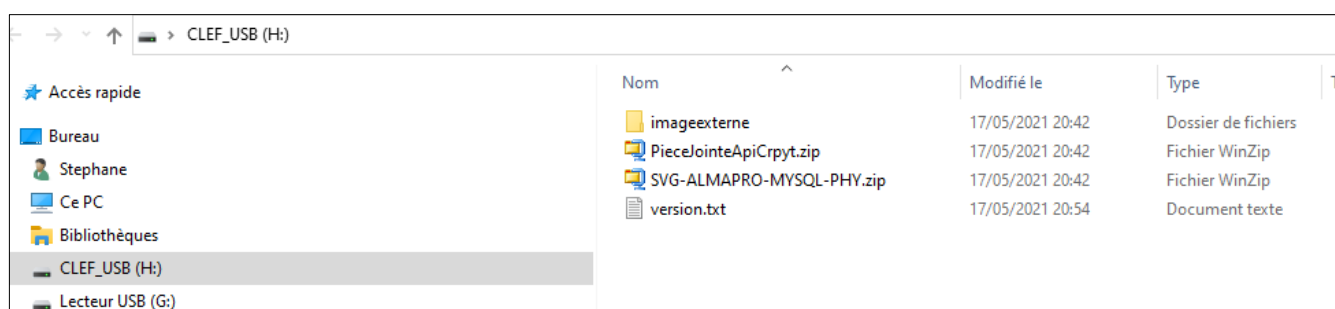 CLEF_USB (H:)
Accès rapide
Bureau
Stephane
Ce PC
Bibliothèques
CLEF_USB (H:)
Lecteur USB (G:)
Nom Modifié le Type
imageexterne 17/05/2021 20:42 Dossier de fichiers
PieceJointeApiCrpyt.zip 17/05/2021 20:42 Fichier WinZip
SVG-ALMAPRO-MYSQL-PHY.zip 17/05/2021 20:42 Fichier WinZip
version.txt 17/05/2021 20:54 Document texte